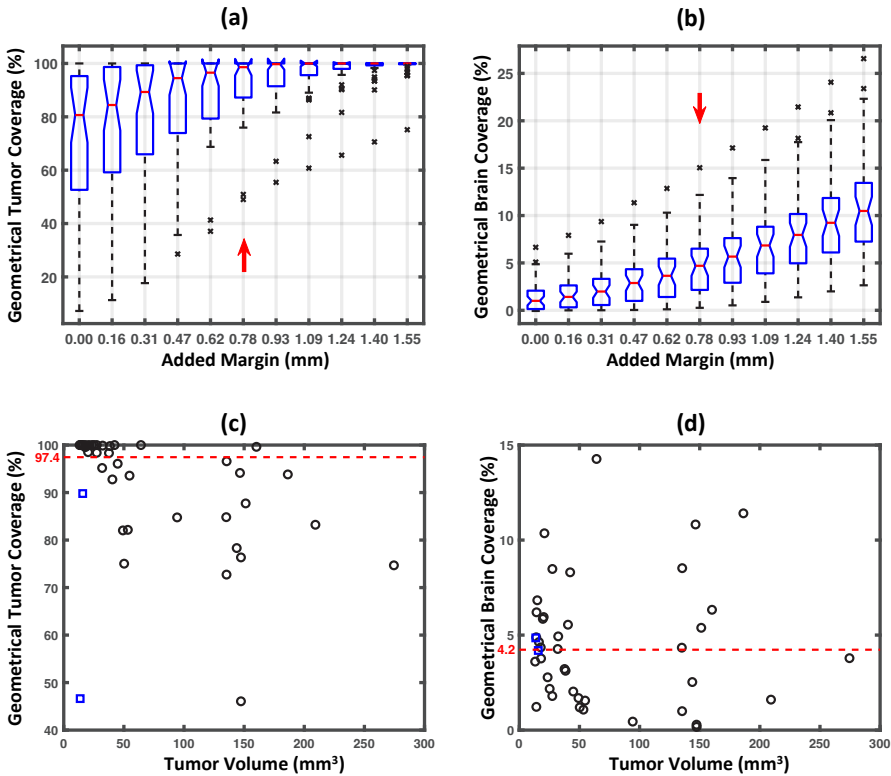 (a)
Geometrical Tumor Coverage (%)
100
80
60
40
20
0.00 0.16 0.31 0.47 0.62 0.78 0.93 1.09 1.24 1.40 1.55
Added Margin (mm)
(b)
Geometrical Brain Coverage (%)
25
20
15
10
5
0
0.00 0.16 0.31 0.47 0.62 0.78 0.93 1.09 1.24 1.40 1.55
Added Margin (mm)
(c)
Geometrical Tumor Coverage (%)
100
97.4
90
80
70
60
50
40
0 50 100 150 200 250 300
Tumor Volume (mm³)
(d)
Geometrical Brain Coverage (%)
15
10
5
4.2
0
0 50 100 150 200 250 300
Tumor Volume (mm³)